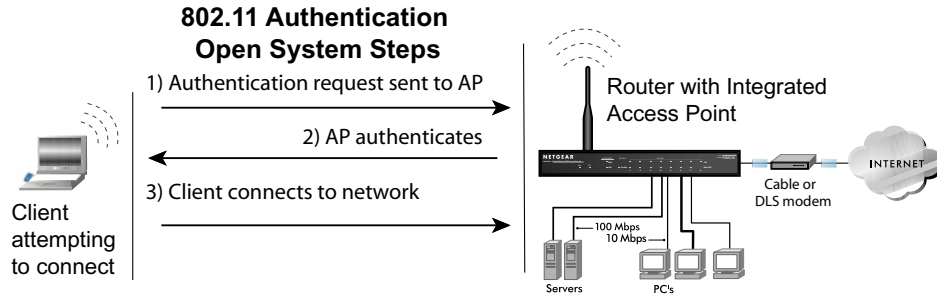 802.11 Authentication
Open System Steps
1) Authentication request sent to AP
2) AP authenticates
3) Client connects to network
Client
attempting
to connect
Router with Integrated
Access Point
NETGEAR
INTERNET
Cable or
DLS modem
100 Mbps
10 Mbps
Servers
PC's